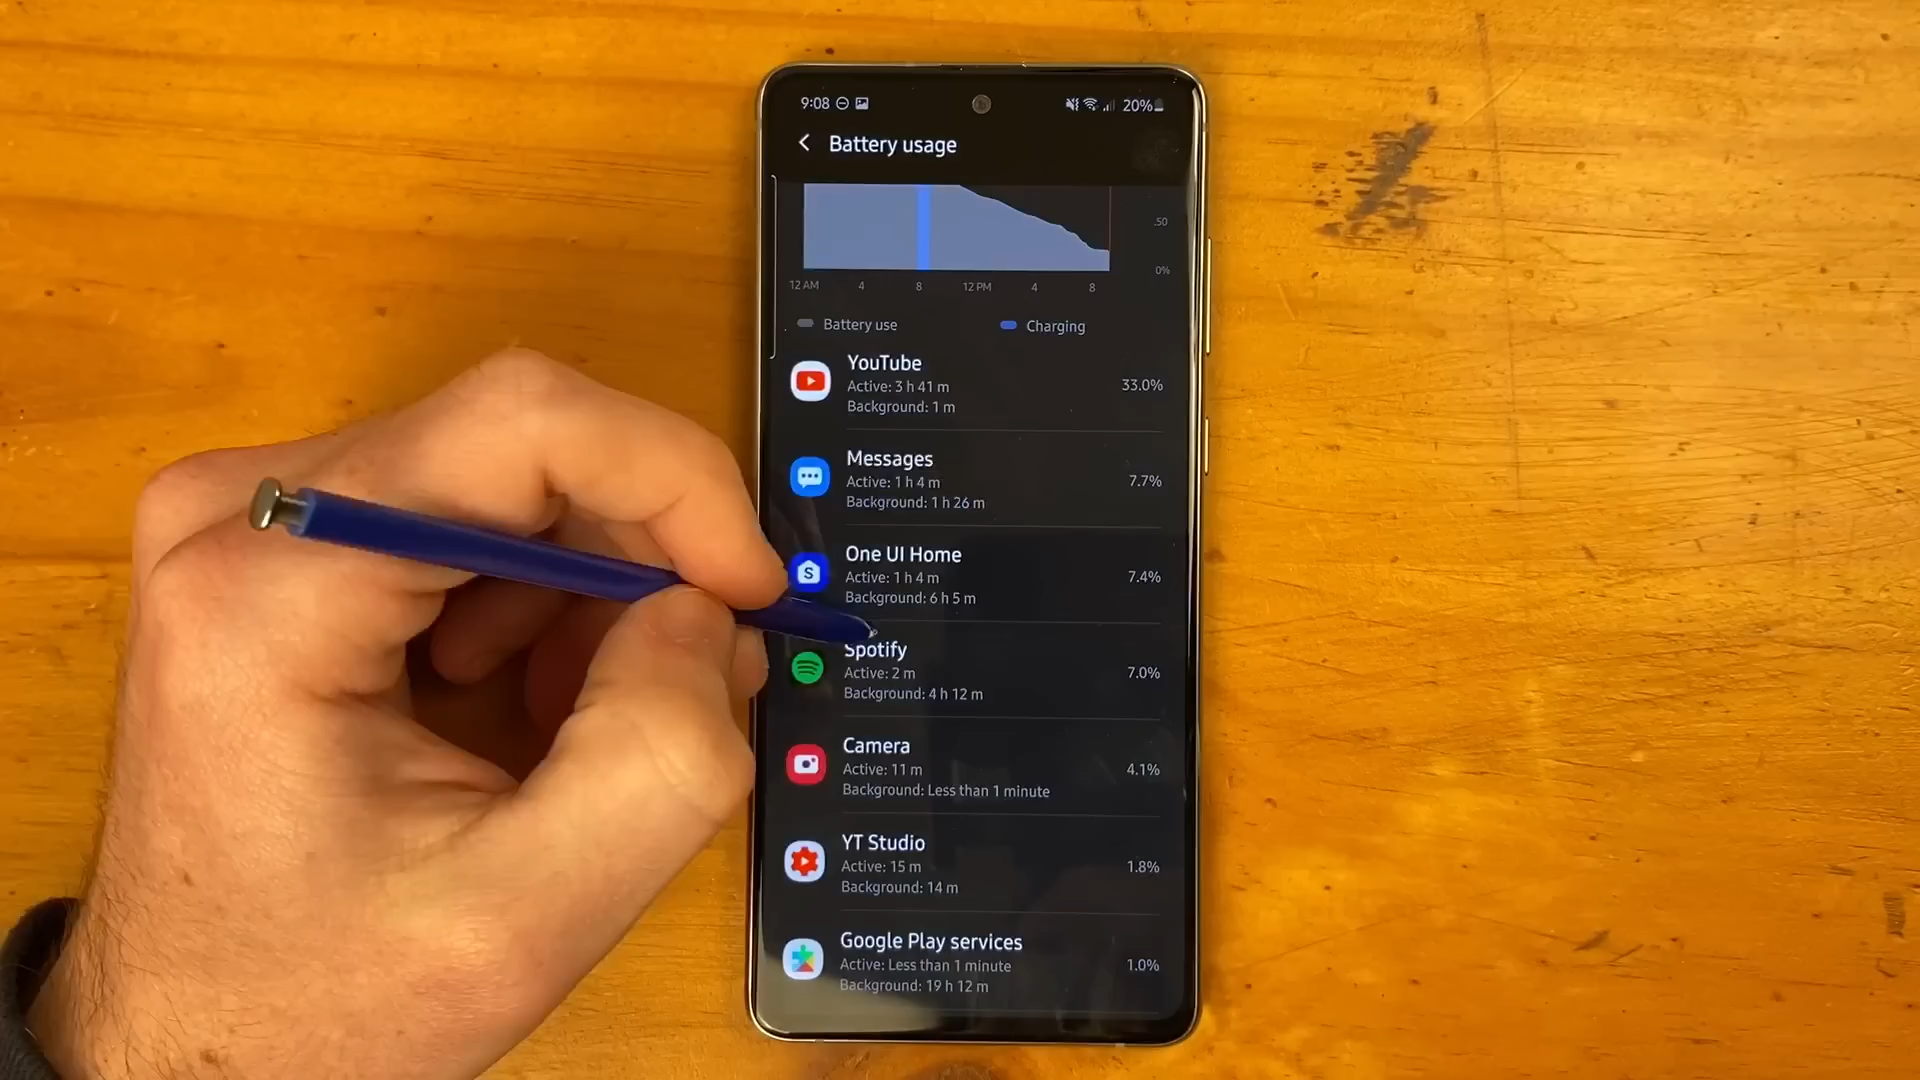 9:08 20%
Battery usage
.50
0%
12 AM 4 8 12 PM 4 8
Battery use Charging
YouTube
Active: 3 h 41 m 33.0%
Background: 1 m
Messages
Active: 1 h 4 m 7.7%
Background: 1 h 26 m
One UI Home
Active: 1 h 4 m 7.4%
Background: 6 h 5 m
Spotify
Active: 2 m 7.0%
Background: 4 h 12 m
Camera
Active: 11 m 4.1%
Background: Less than 1 minute
YT Studio
Active: 15 m 1.8%
Background: 14 m
Google Play services
Active: Less than 1 minute 1.0%
Background: 19 h 12 m